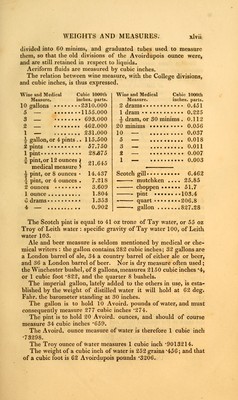 WEIGHTS AND MEASURES. xlvii
divided into 60 minims, and graduated tubes used to measure
them, so that the old divisions of the Avoirdupois ounce were,
and are still retained in respect to liquids.
Aeriform fluids are measured by cubic inches.
The relation between wine measure, with the College divisions,
and cubic inches, is thus expressed.
Wine and Medical Cubic 1000th
Measures. inches. parts.
10 gallons 2310.000
5 — 1155.000
3 — 693.000
2 — 462.000
1 — 231.000
½ gallon, or 4 pints 115.500
2 pints 57.750
1 pint 28.875
¾ pint, or 12 ounces
medical measure 21.645
½ pint, or 8 ounces 14.437
¼ pint, or 4 ounces 7.218
2 ounces 3.609
1 ounce 1.804
6 drams 1.353
4 — 0.902
Wine and Medical Cubic 1000th
Measures. inches. parts.
2 drams 0.451
1 dram 0.225
½ dram, or 30 minims 0.112
20 minims 0.056
10 0.037
5 — 0.018
3 — 0.011
2 — 0.007
1 — 0.003
Scotch gill 6.462
mutchken 25.85
choppen 51.7
pint 103.4
quart 206.8
gallon 827.28
The Scotch pint is equal to 41 oz trone of Tay water, or 55 oz
Troy of Leith water : specific gravity of Tay water 100, of Leith
water 103.
Ale and beer measure is seldom mentioned by medical or che-
mical writers : the gallon contains 282 cubic inches; 32 gallons are
a London barrel of ale, 34 a country barrel of either ale or beer,
and 36 a London barrel of beer. Nor is dry measure often used ;
the Winchester bushel, of 8 gallons, measures 2150 cubic inches ·4,
or 1 cubic foot ·822, and the quarter 8 bushels.
The imperial gallon, lately added to the others in use, is esta-
blished by the weight of distilled water it will hold at 62 deg.
Fahr. the barometer standing at 30 inches.
The gallon is to hold 10 Avoird. pounds of water, and must
consequently measure 277 cubic inches ·274.
The pint is to hold 20 Avoird. ounces, and should of course
measure 34 cubic inches ·659.
The Avoird. ounce measure of water is therefore 1 cubic inch
·73298.
The Troy ounce of water measures 1 cubic inch ·9013214.
The weight of a cubic inch of water is 252 grains ·456; and that
of a cubic foot is 62 Avoirdupois pounds ·3206.